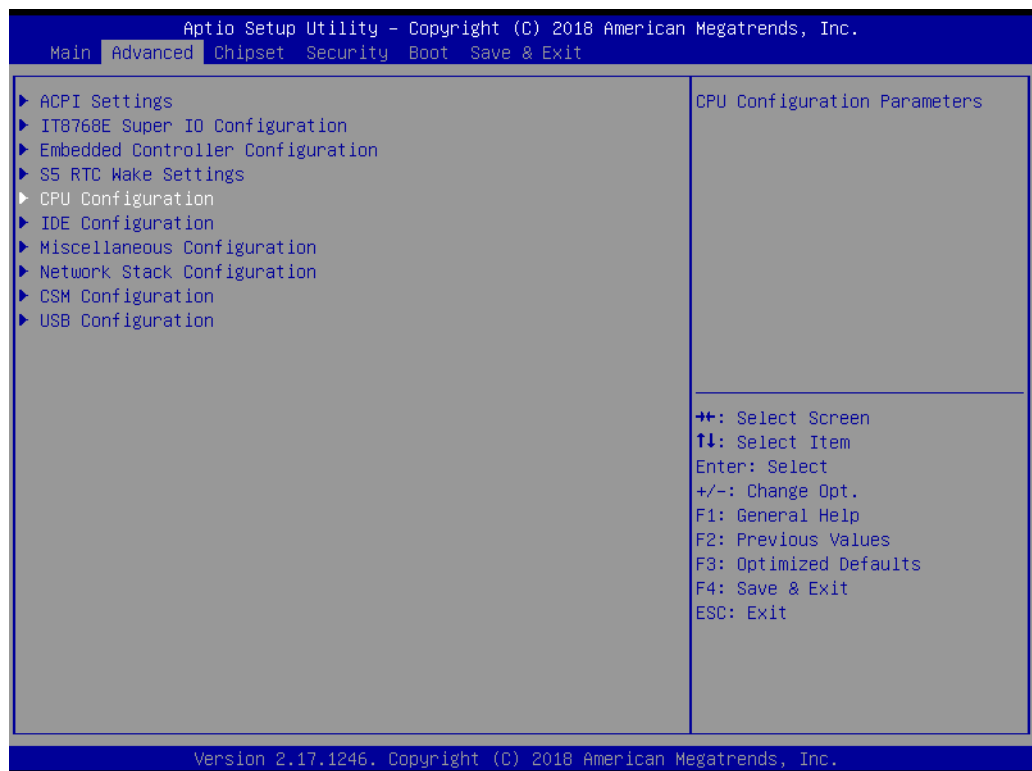 Aptio Setup Utility – Copyright (C) 2018 American Megatrends, Inc.
Main Advanced Chipset Security Boot Save & Exit
▶ ACPI Settings
▶ IT8768E Super IO Configuration
▶ Embedded Controller Configuration
▶ S5 RTC Wake Settings
▶ CPU Configuration
▶ IDE Configuration
▶ Miscellaneous Configuration
▶ Network Stack Configuration
▶ CSM Configuration
▶ USB Configuration
CPU Configuration Parameters
→←: Select Screen
↑↓: Select Item
Enter: Select
+/-: Change Opt.
F1: General Help
F2: Previous Values
F3: Optimized Defaults
F4: Save & Exit
ESC: Exit
Version 2.17.1246. Copyright (C) 2018 American Megatrends, Inc.